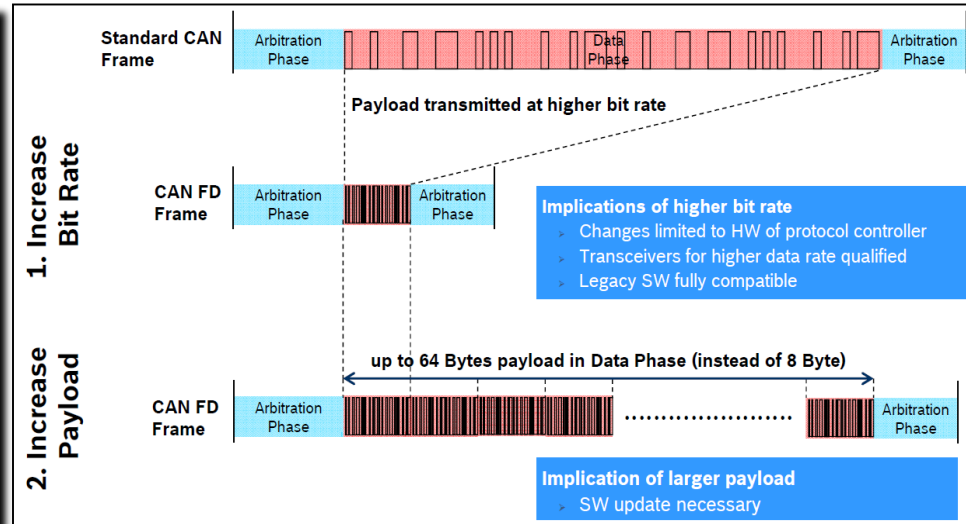 Standard CAN
Frame
Arbitration
Phase
Data
Phase
Arbitration
Phase
Payload transmitted at higher bit rate
1. Increase
Bit Rate
CAN FD
Frame
Arbitration
Phase
Arbitration
Phase
Implications of higher bit rate
➢ Changes limited to HW of protocol controller
➢ Transceivers for higher data rate qualified
➢ Legacy SW fully compatible
2. Increase
Payload
up to 64 Bytes payload in Data Phase (instead of 8 Byte)
CAN FD
Frame
Arbitration
Phase
Arbitration
Phase
Implication of larger payload
➢ SW update necessary